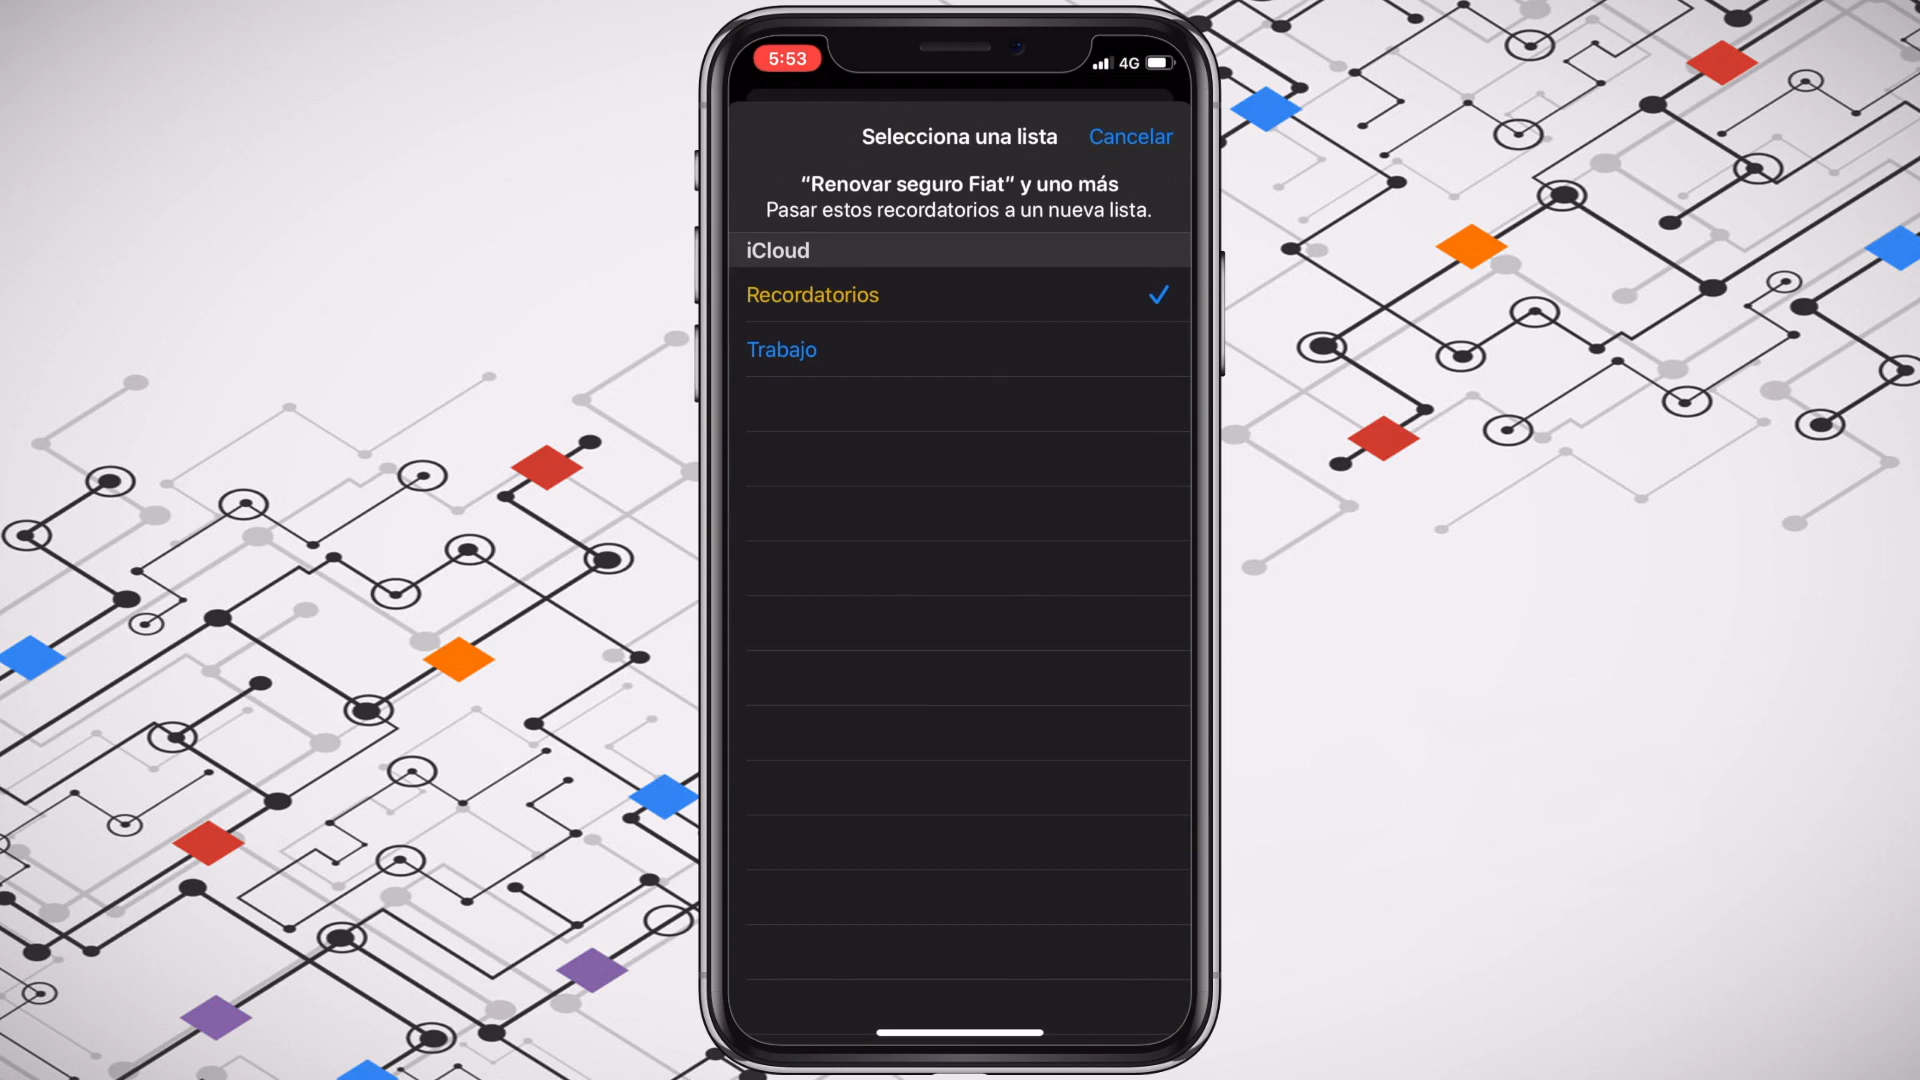 5:53
4G
Selecciona una lista
Cancelar
“Renovar seguro Fiat” y uno más
Pasar estos recordatorios a un nueva lista.
iCloud
Recordatorios
Trabajo